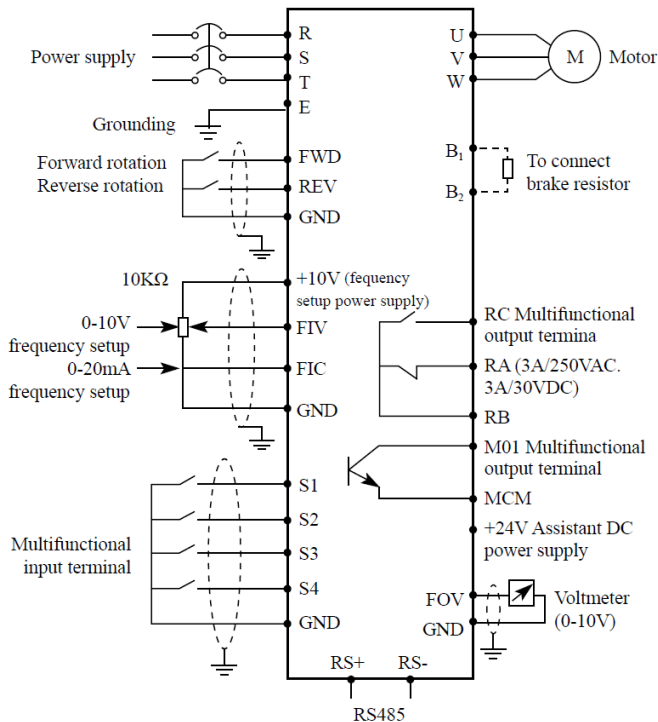 R
S
T
E
Power supply
Grounding
Forward rotation
Reverse rotation
FWD
REV
GND
10KΩ
+10V (fequency
setup power supply)
0-10V
frequency setup
FIV
0-20mA
frequency setup
FIC
GND
S1
S2
S3
S4
GND
Multifunctional
input terminal
U
V
W
M
Motor
B1
B2
To connect
brake resistor
RC Multifunctional
output termina
RA (3A/250VAC.
3A/30VDC)
RB
M01 Multifunctional
output terminal
MCM
+24V Assistant DC
power supply
FOV
GND
Voltmeter
(0-10V)
RS+ RS-
RS485